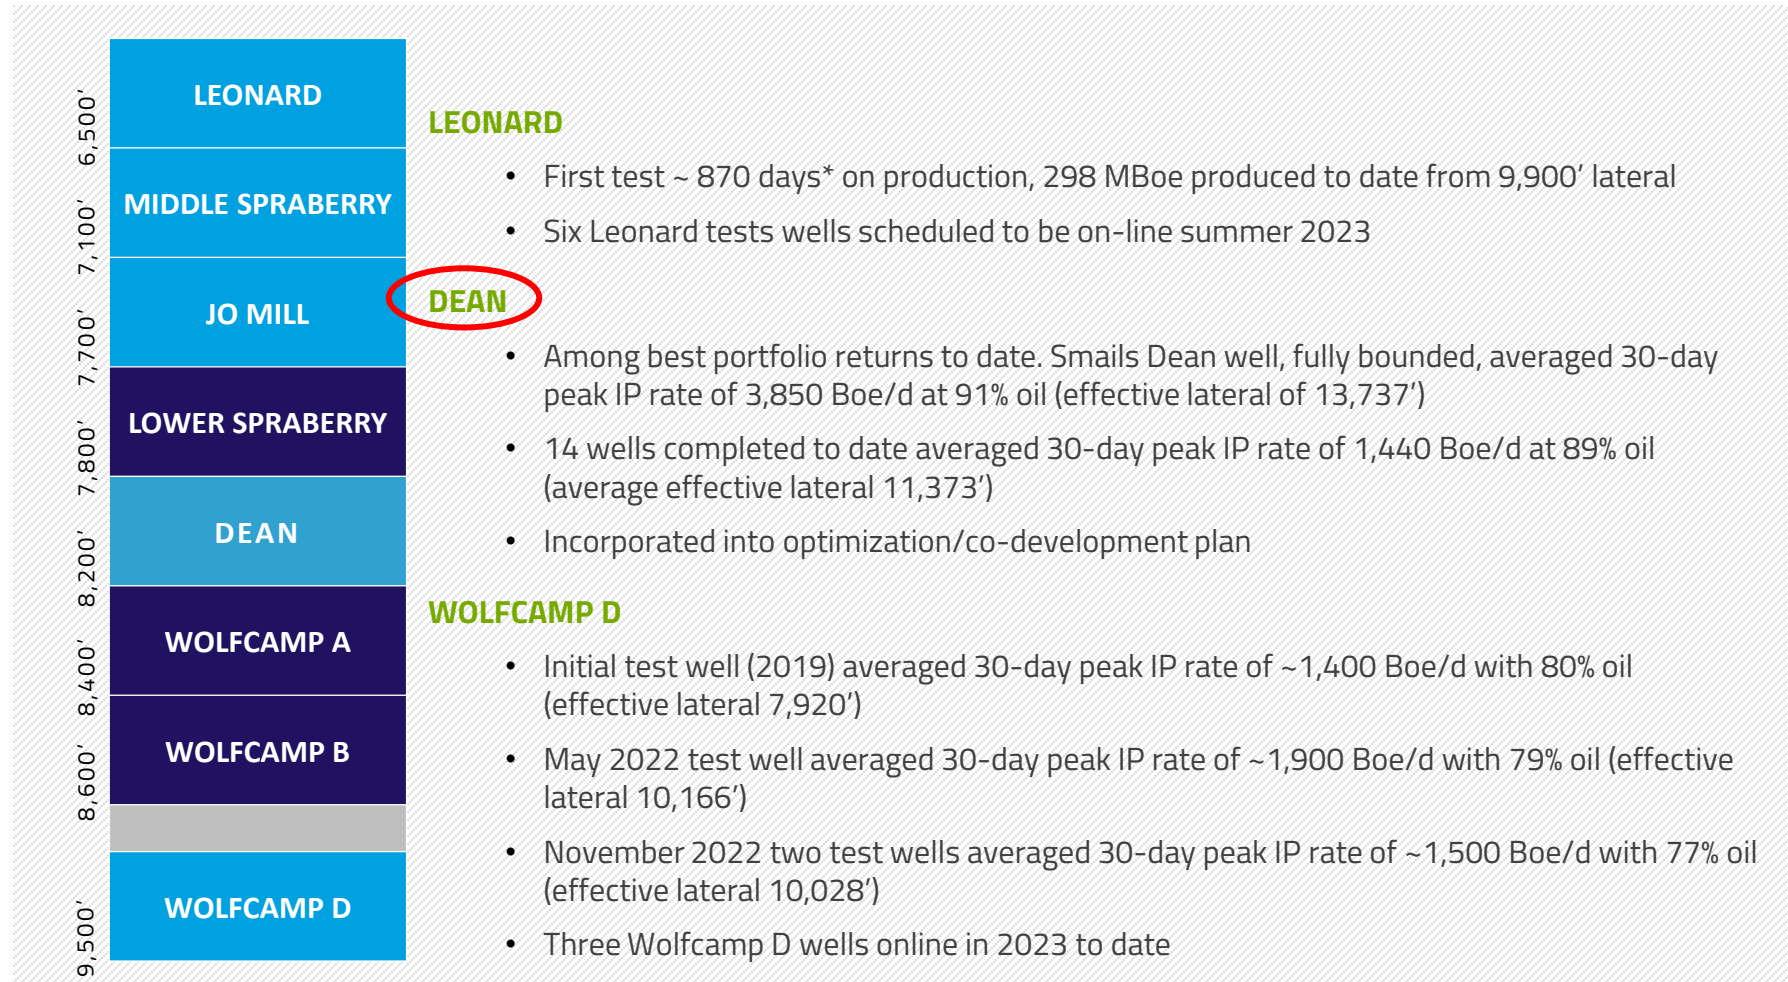 6,500’
7,100’
7,700’
7,800’
8,200’
8,400’
8,600’
9,500’
LEONARD
MIDDLE SPRABERRY
JO MILL
LOWER SPRABERRY
DEAN
WOLFCAMP A
WOLFCAMP B
WOLFCAMP D
LEONARD
• First test ~ 870 days* on production, 298 MBoe produced to date from 9,900’ lateral
• Six Leonard tests wells scheduled to be on-line summer 2023
DEAN
• Among best portfolio returns to date. Smails Dean well, fully bounded, averaged 30-day
peak IP rate of 3,850 Boe/d at 91% oil (effective lateral of 13,737’)
• 14 wells completed to date averaged 30-day peak IP rate of 1,440 Boe/d at 89% oil
(average effective lateral 11,373’)
• Incorporated into optimization/co-development plan
WOLFCAMP D
• Initial test well (2019) averaged 30-day peak IP rate of ~1,400 Boe/d with 80% oil
(effective lateral 7,920’)
• May 2022 test well averaged 30-day peak IP rate of ~1,900 Boe/d with 79% oil (effective
lateral 10,166’)
• November 2022 two test wells averaged 30-day peak IP rate of ~1,500 Boe/d with 77% oil
(effective lateral 10,028’)
• Three Wolfcamp D wells online in 2023 to date